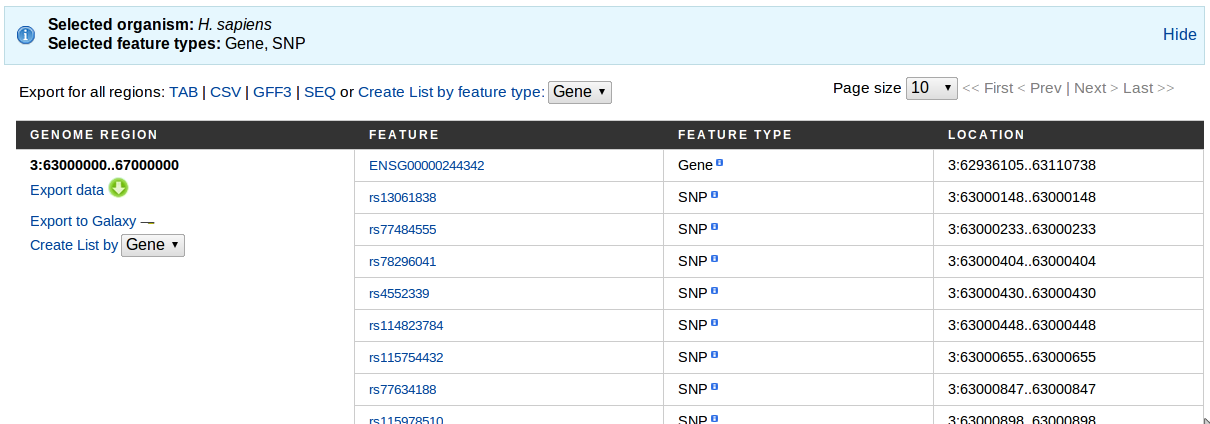 Selected organism: H. sapiens
Selected feature types: Gene, SNP
Hide
Export for all regions: TAB | CSV | GFF3 | SEQ or Create List by feature type: Gene
Page size 10 << First < Prev | Next > Last >>
GENOME REGION FEATURE FEATURE TYPE LOCATION
3:63000000..67000000 ENSG00000244342 Gene 3:62936105..63110738
Export data
rs13061838 SNP 3:63000148..63000148
Export to Galaxy
rs77484555 SNP 3:63000233..63000233
Create List by Gene
rs78296041 SNP 3:63000404..63000404
rs4552339 SNP 3:63000430..63000430
rs114823784 SNP 3:63000448..63000448
rs115754432 SNP 3:63000655..63000655
rs77634188 SNP 3:63000847..63000847
rs115978510 SNP 3:63000898..63000898